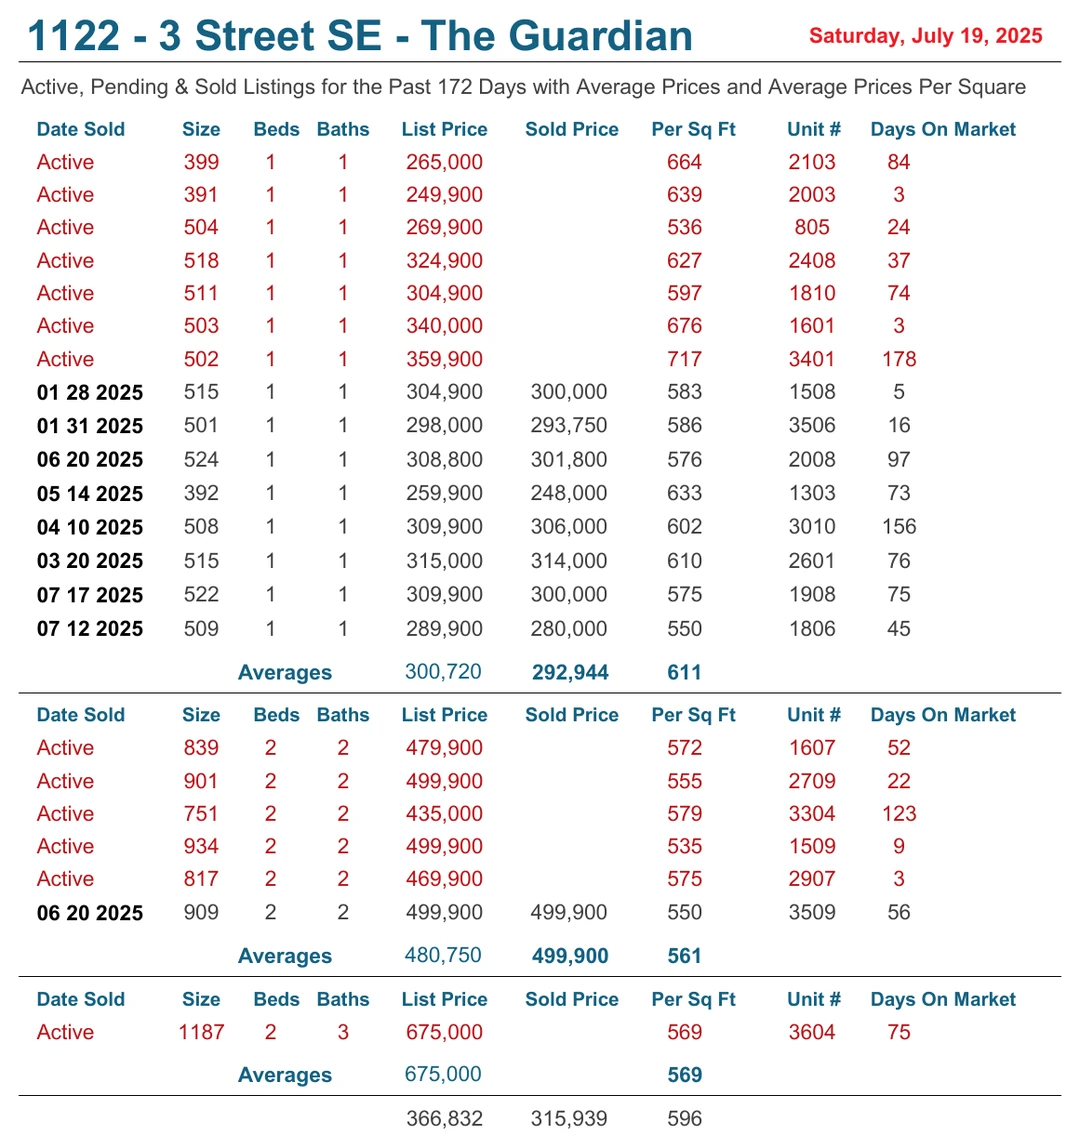 1122 - 3 Street SE - The Guardian Saturday, July 19, 2025
Active, Pending & Sold Listings for the Past 172 Days with Average Prices and Average Prices Per Square
Date Sold Size Beds Baths List Price Sold Price Per Sq Ft Unit # Days On Market
Active 399 1 1 265,000 664 2103 84
Active 391 1 1 249,900 639 2003 3
Active 504 1 1 269,900 536 805 24
Active 518 1 1 324,900 627 2408 37
Active 511 1 1 304,900 597 1810 74
Active 503 1 1 340,000 676 1601 3
Active 502 1 1 359,900 717 3401 178
01 28 2025 515 1 1 304,900 300,000 583 1508 5
01 31 2025 501 1 1 298,000 293,750 586 3506 16
06 20 2025 524 1 1 308,800 301,800 576 2008 97
05 14 2025 392 1 1 259,900 248,000 633 1303 73
04 10 2025 508 1 1 309,900 306,000 602 3010 156
03 20 2025 515 1 1 315,000 314,000 610 2601 76
07 17 2025 522 1 1 309,900 300,000 575 1908 75
07 12 2025 509 1 1 289,900 280,000 550 1806 45
Averages 300,720 292,944 611
Date Sold Size Beds Baths List Price Sold Price Per Sq Ft Unit # Days On Market
Active 839 2 2 479,900 572 1607 52
Active 901 2 2 499,900 555 2709 22
Active 751 2 2 435,000 579 3304 123
Active 934 2 2 499,900 535 1509 9
Active 817 2 2 469,900 575 2907 3
06 20 2025 909 2 2 499,900 499,900 550 3509 56
Averages 480,750 499,900 561
Date Sold Size Beds Baths List Price Sold Price Per Sq Ft Unit # Days On Market
Active 1187 2 3 675,000 569 3604 75
Averages 675,000 569
366,832 315,939 596